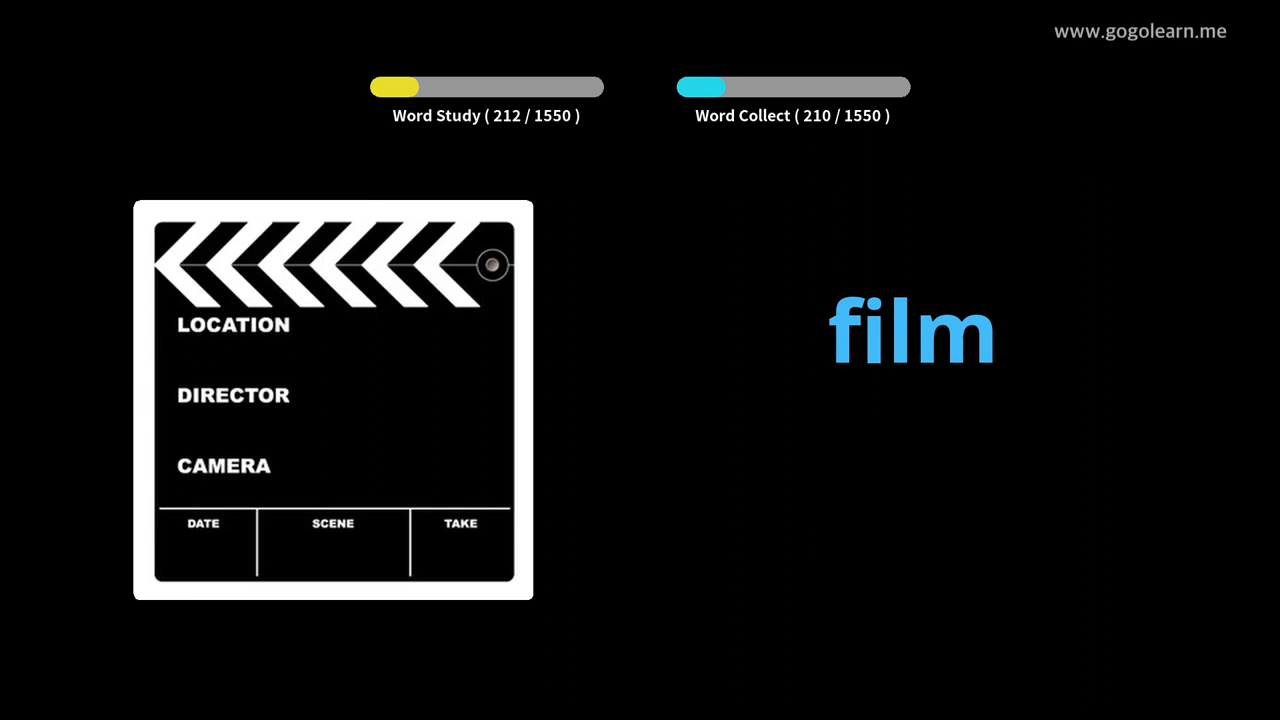 www.gogolearn.me
Word Study ( 212 / 1550 )
Word Collect ( 210 / 1550 )
LOCATION
DIRECTOR
CAMERA
DATE
SCENE
TAKE
film